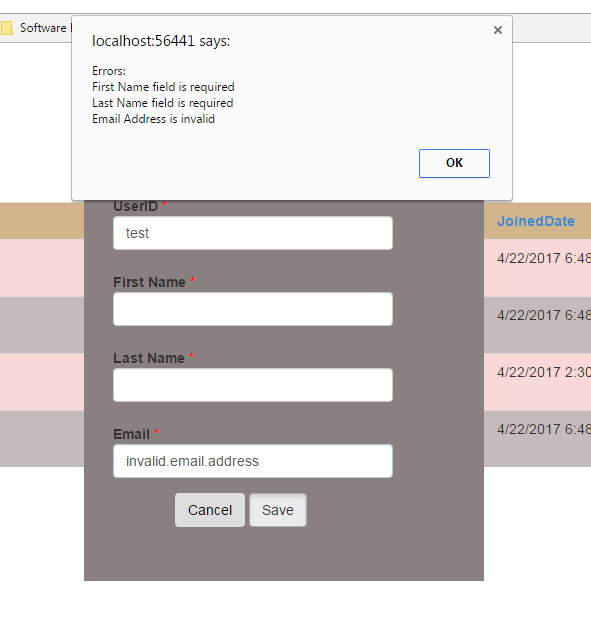 Software
localhost:56441 says:
Errors:
First Name field is required
Last Name field is required
Email Address is invalid
OK
UserID *
test
JoinedDate
4/22/2017 6:48
First Name *
4/22/2017 6:48
Last Name *
4/22/2017 2:30
Email *
4/22/2017 6:48
invalid.email.address
Cancel Save